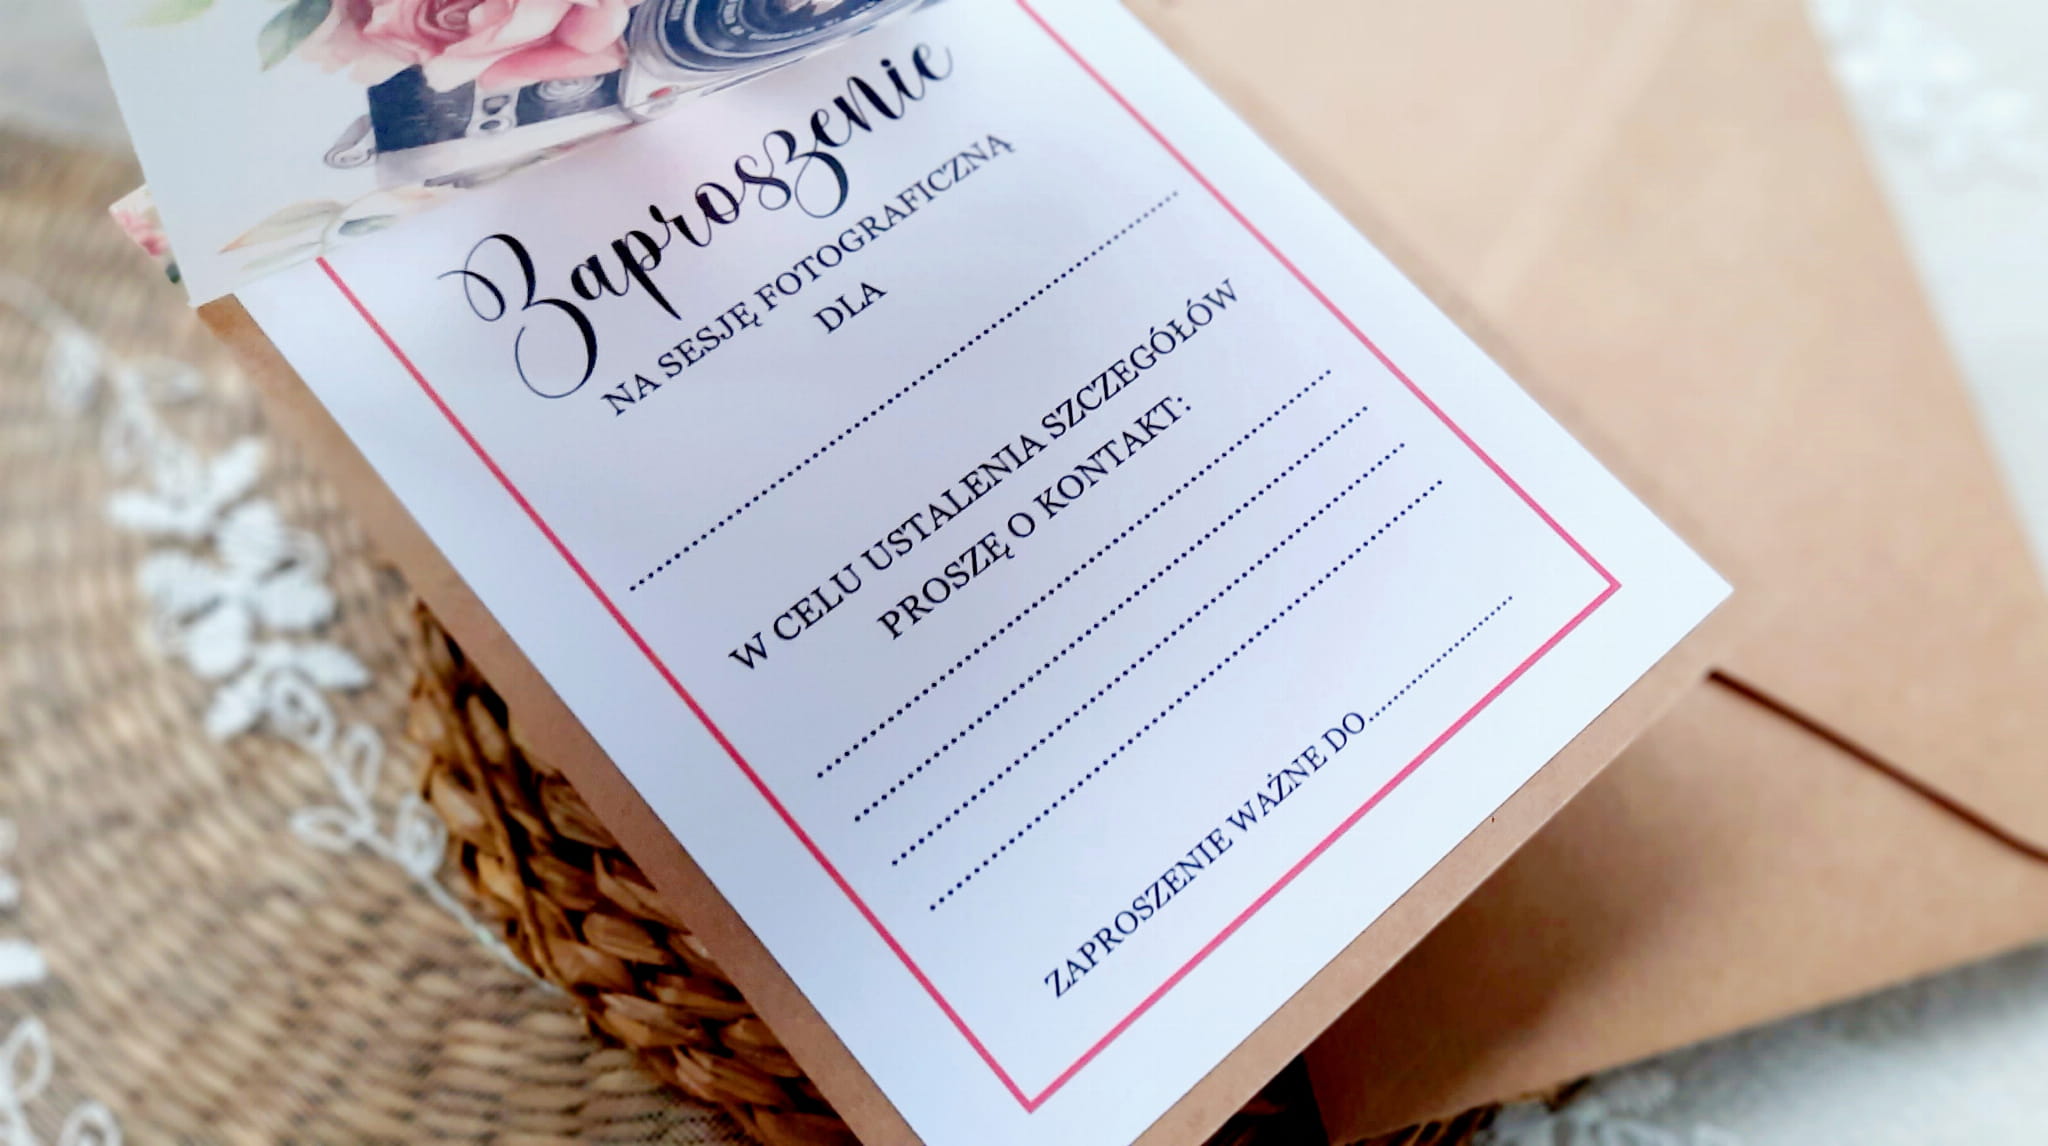 Zaproszenie
NA SESJĘ FOTOGRAFICZNĄ
DLA
W CELU USTALENIA SZCZEGÓŁÓW
PROSZĘ O KONTAKT:
ZAPROSZENIE WAŻNE DO